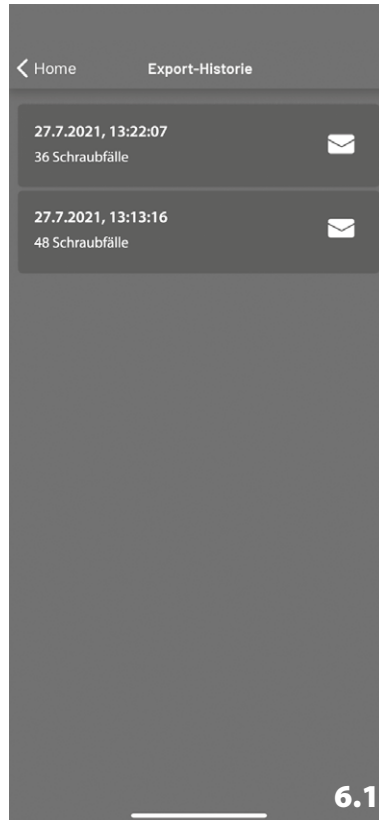 Home Export-Historie
27.7.2021, 13:22:07
36 Schraubfälle
27.7.2021, 13:13:16
48 Schraubfälle
6.1